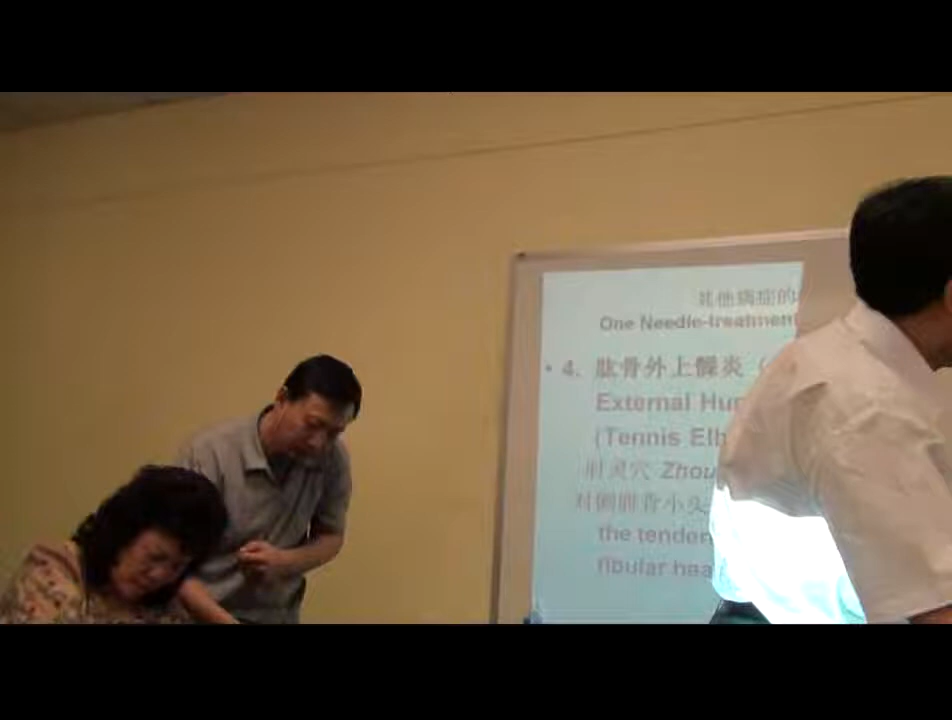 其他病症的
One Needle-treatment
• 4. 肱骨外上髁炎（
External Hu
(Tennis Elb
肘灵穴 Zhou
对侧腓骨小头
the tender
fibular hea